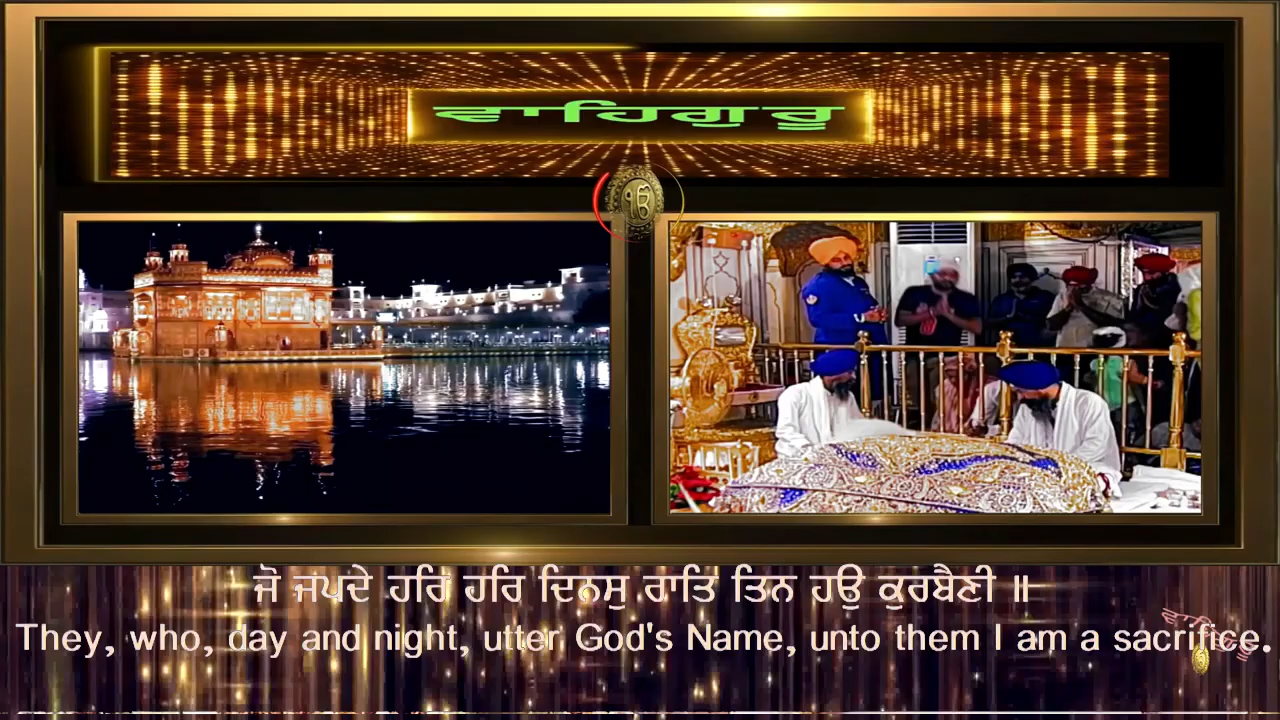 ਵਾਹਿਗੁਰੂ
ੴ
ਜੋ ਜਪਦੇ ਹਰਿ ਹਰਿ ਦਿਨਸੁ ਰਾਤਿ ਤਿਨ ਹਉ ਕੁਰਬੈਣੀ ॥
They, who, day and night, utter God's Name, unto them I am a sacrifice.
ਵਾਹਿਗੁਰੂ